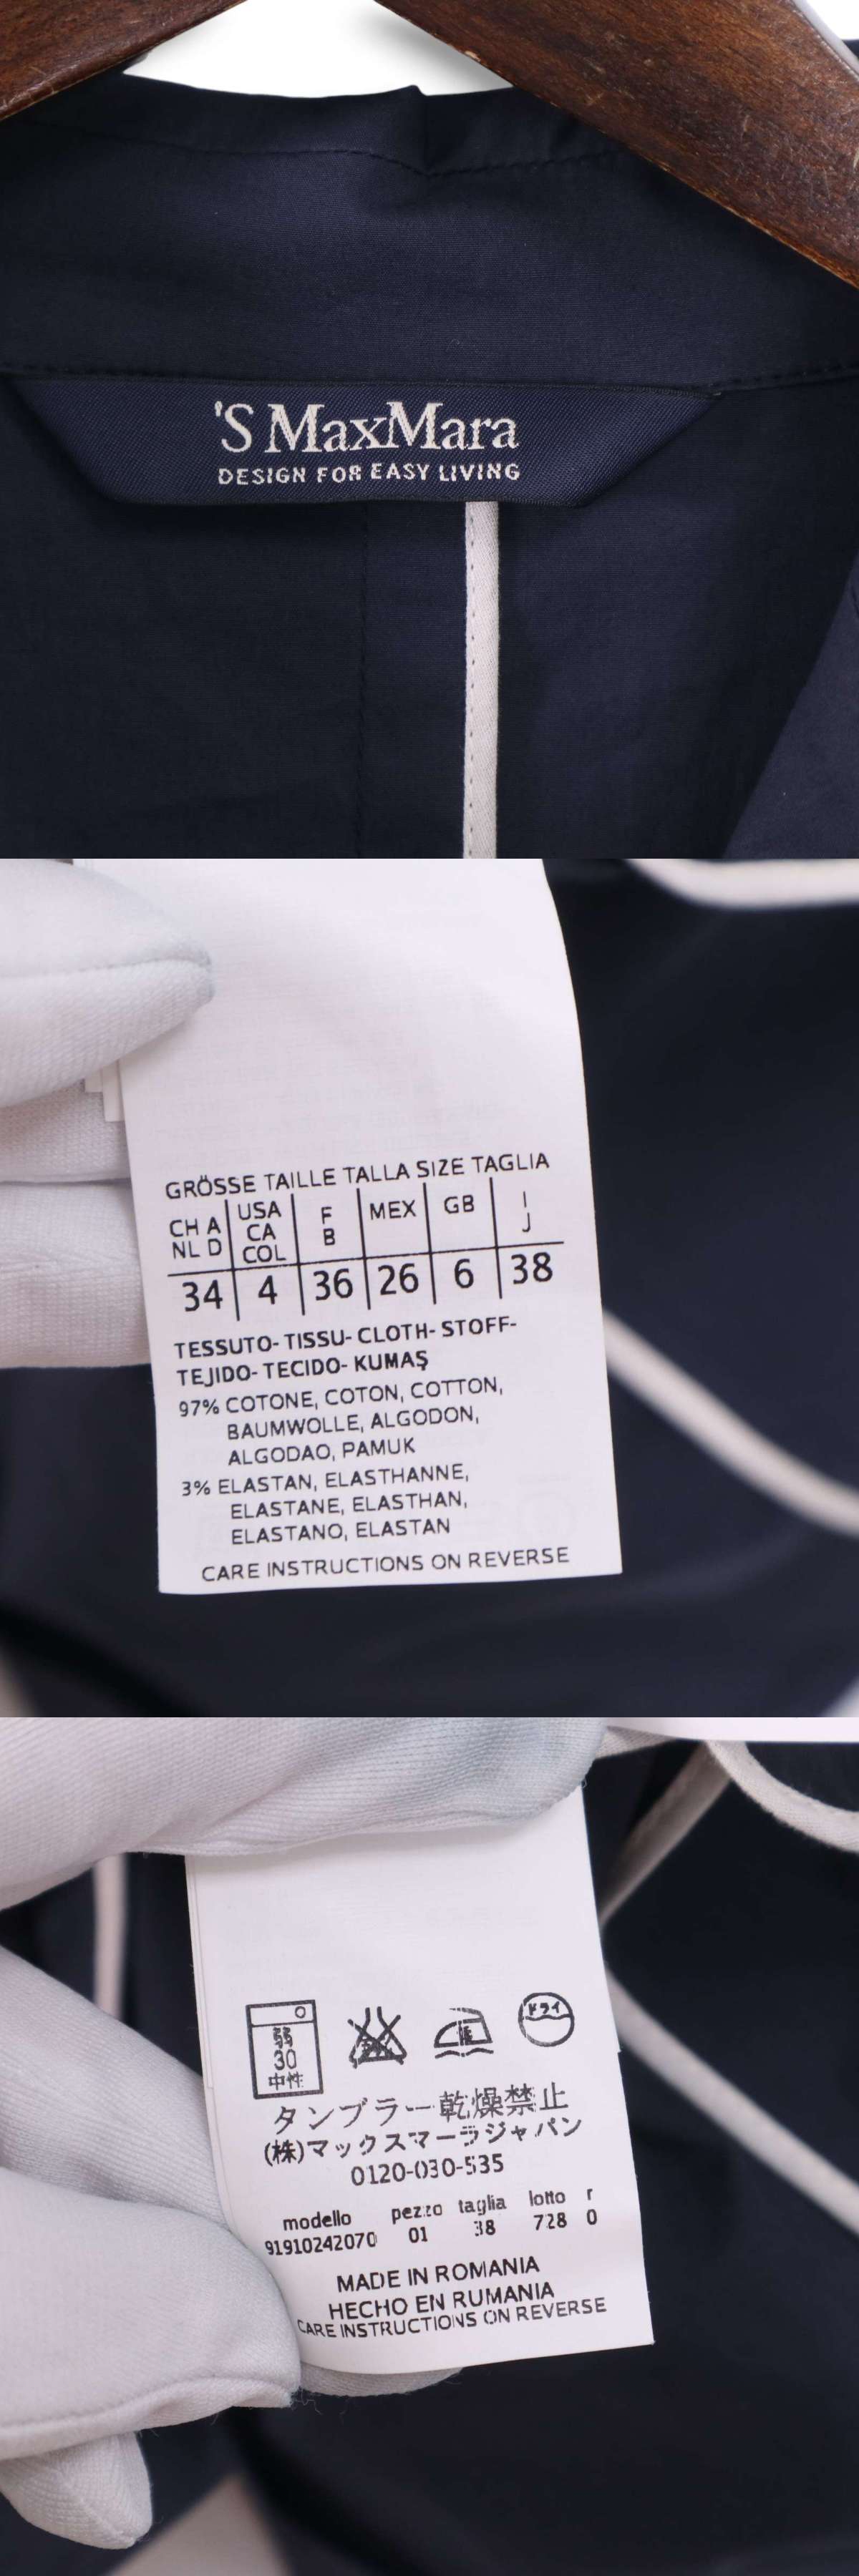 'S MaxMara
DESIGN FOR EASY LIVING
GRÖSSE TAILLE TALLA SIZE TAGLIA
CH A NL D USA CA COL F B MEX GB I J
34 4 36 26 6 38
TESSUTO- TISSU- CLOTH- STOFF-
TEJIDO- TECIDO- KUMAŞ
97% COTONE, COTON, COTTON,
BAUMWOLLE, ALGODON,
ALGODAO, PAMUK
3% ELASTAN, ELASTHANNE,
ELASTANE, ELASTHAN,
ELASTANO, ELASTAN
CARE INSTRUCTIONS ON REVERSE
弱
30
中性
ドライ
タンブラー乾燥禁止
(株)マックスマーラジャパン
0120-030-535
modello pezzo taglia lotto r
91910242070 01 38 728 0
MADE IN ROMANIA
HECHO EN RUMANIA
CARE INSTRUCTIONS ON REVERSE